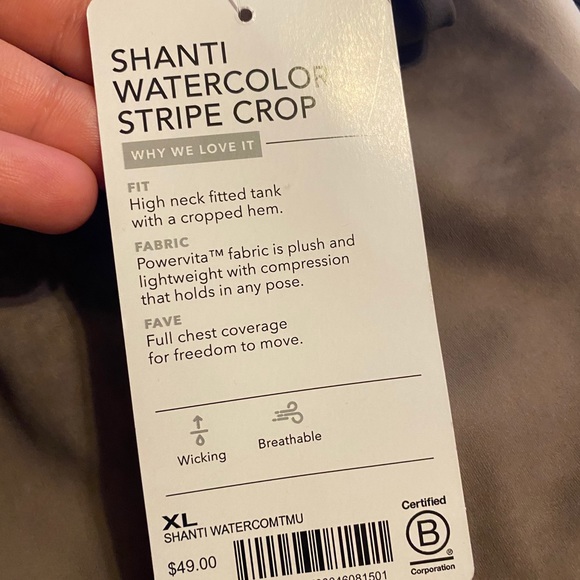 SHANTI
WATERCOLOR
STRIPE CROP
WHY WE LOVE IT
FIT
High neck fitted tank
with a cropped hem.
FABRIC
Powervita™ fabric is plush and
lightweight with compression
that holds in any pose.
FAVE
Full chest coverage
for freedom to move.
Wicking
Breathable
XL
SHANTI WATERCOMTMU
$49.00
Certified
B
®
Corporation